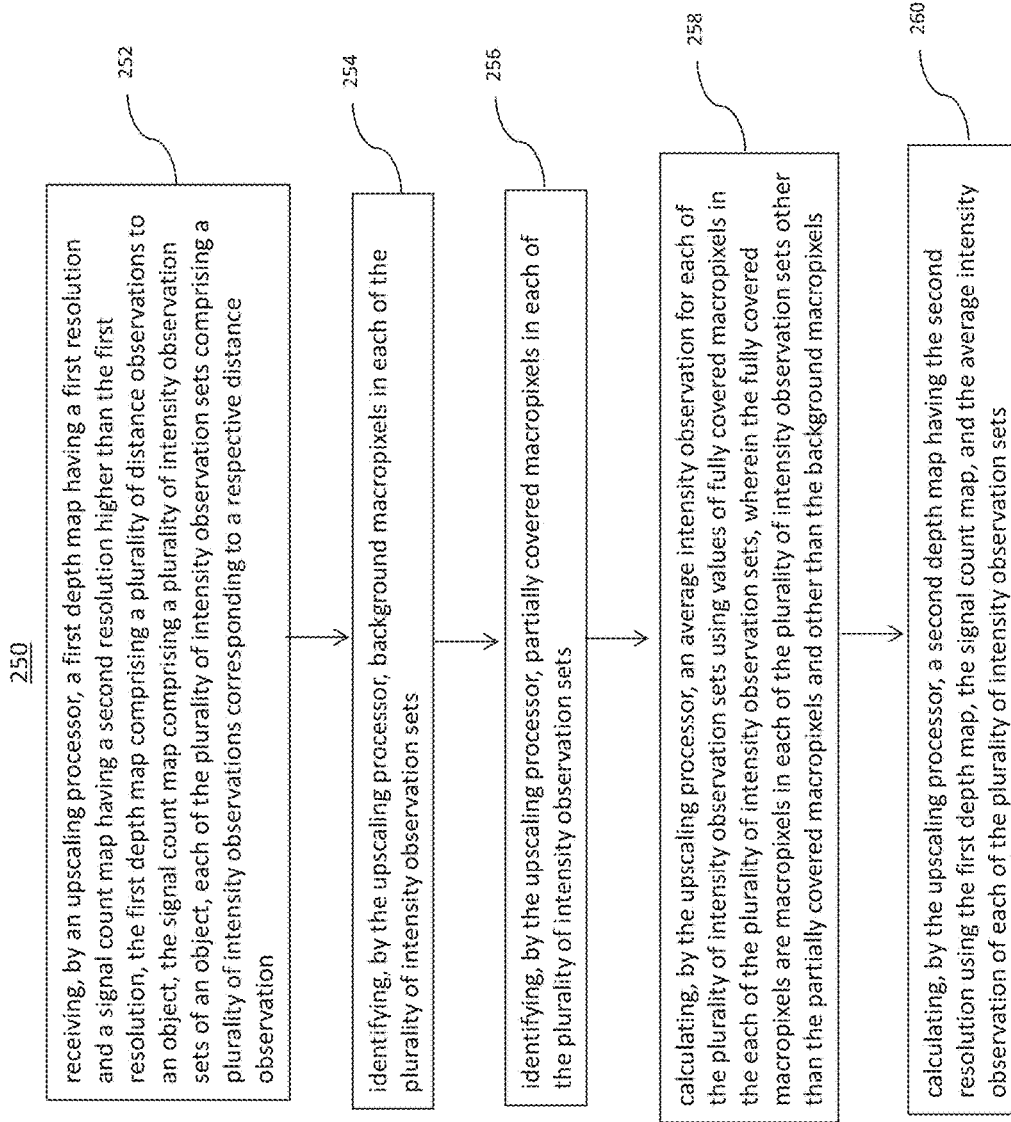 250
receiving, by an upscaling processor, a first depth map having a first resolution
and a signal count map having a second resolution higher than the first
resolution, the first depth map comprising a plurality of distance observations to
an object, the signal count map comprising a plurality of intensity observation
sets of an object, each of the plurality of intensity observation sets comprising a
plurality of intensity observations corresponding to a respective distance
observation
252
identifying, by the upscaling processor, background macropixels in each of the
plurality of intensity observation sets
254
identifying, by the upscaling processor, partially covered macropixels in each of
the plurality of intensity observation sets
256
calculating, by the upscaling processor, an average intensity observation for each of
the plurality of intensity observation sets using values of fully covered macropixels in
the each of the plurality of intensity observation sets, wherein the fully covered
macropixels are macropixels in each of the plurality of intensity observation sets other
than the partially covered macropixels and other than the background macropixels
258
calculating, by the upscaling processor, a second depth map having the second
resolution using the first depth map, the signal count map, and the average intensity
observation of each of the plurality of intensity observation sets
260